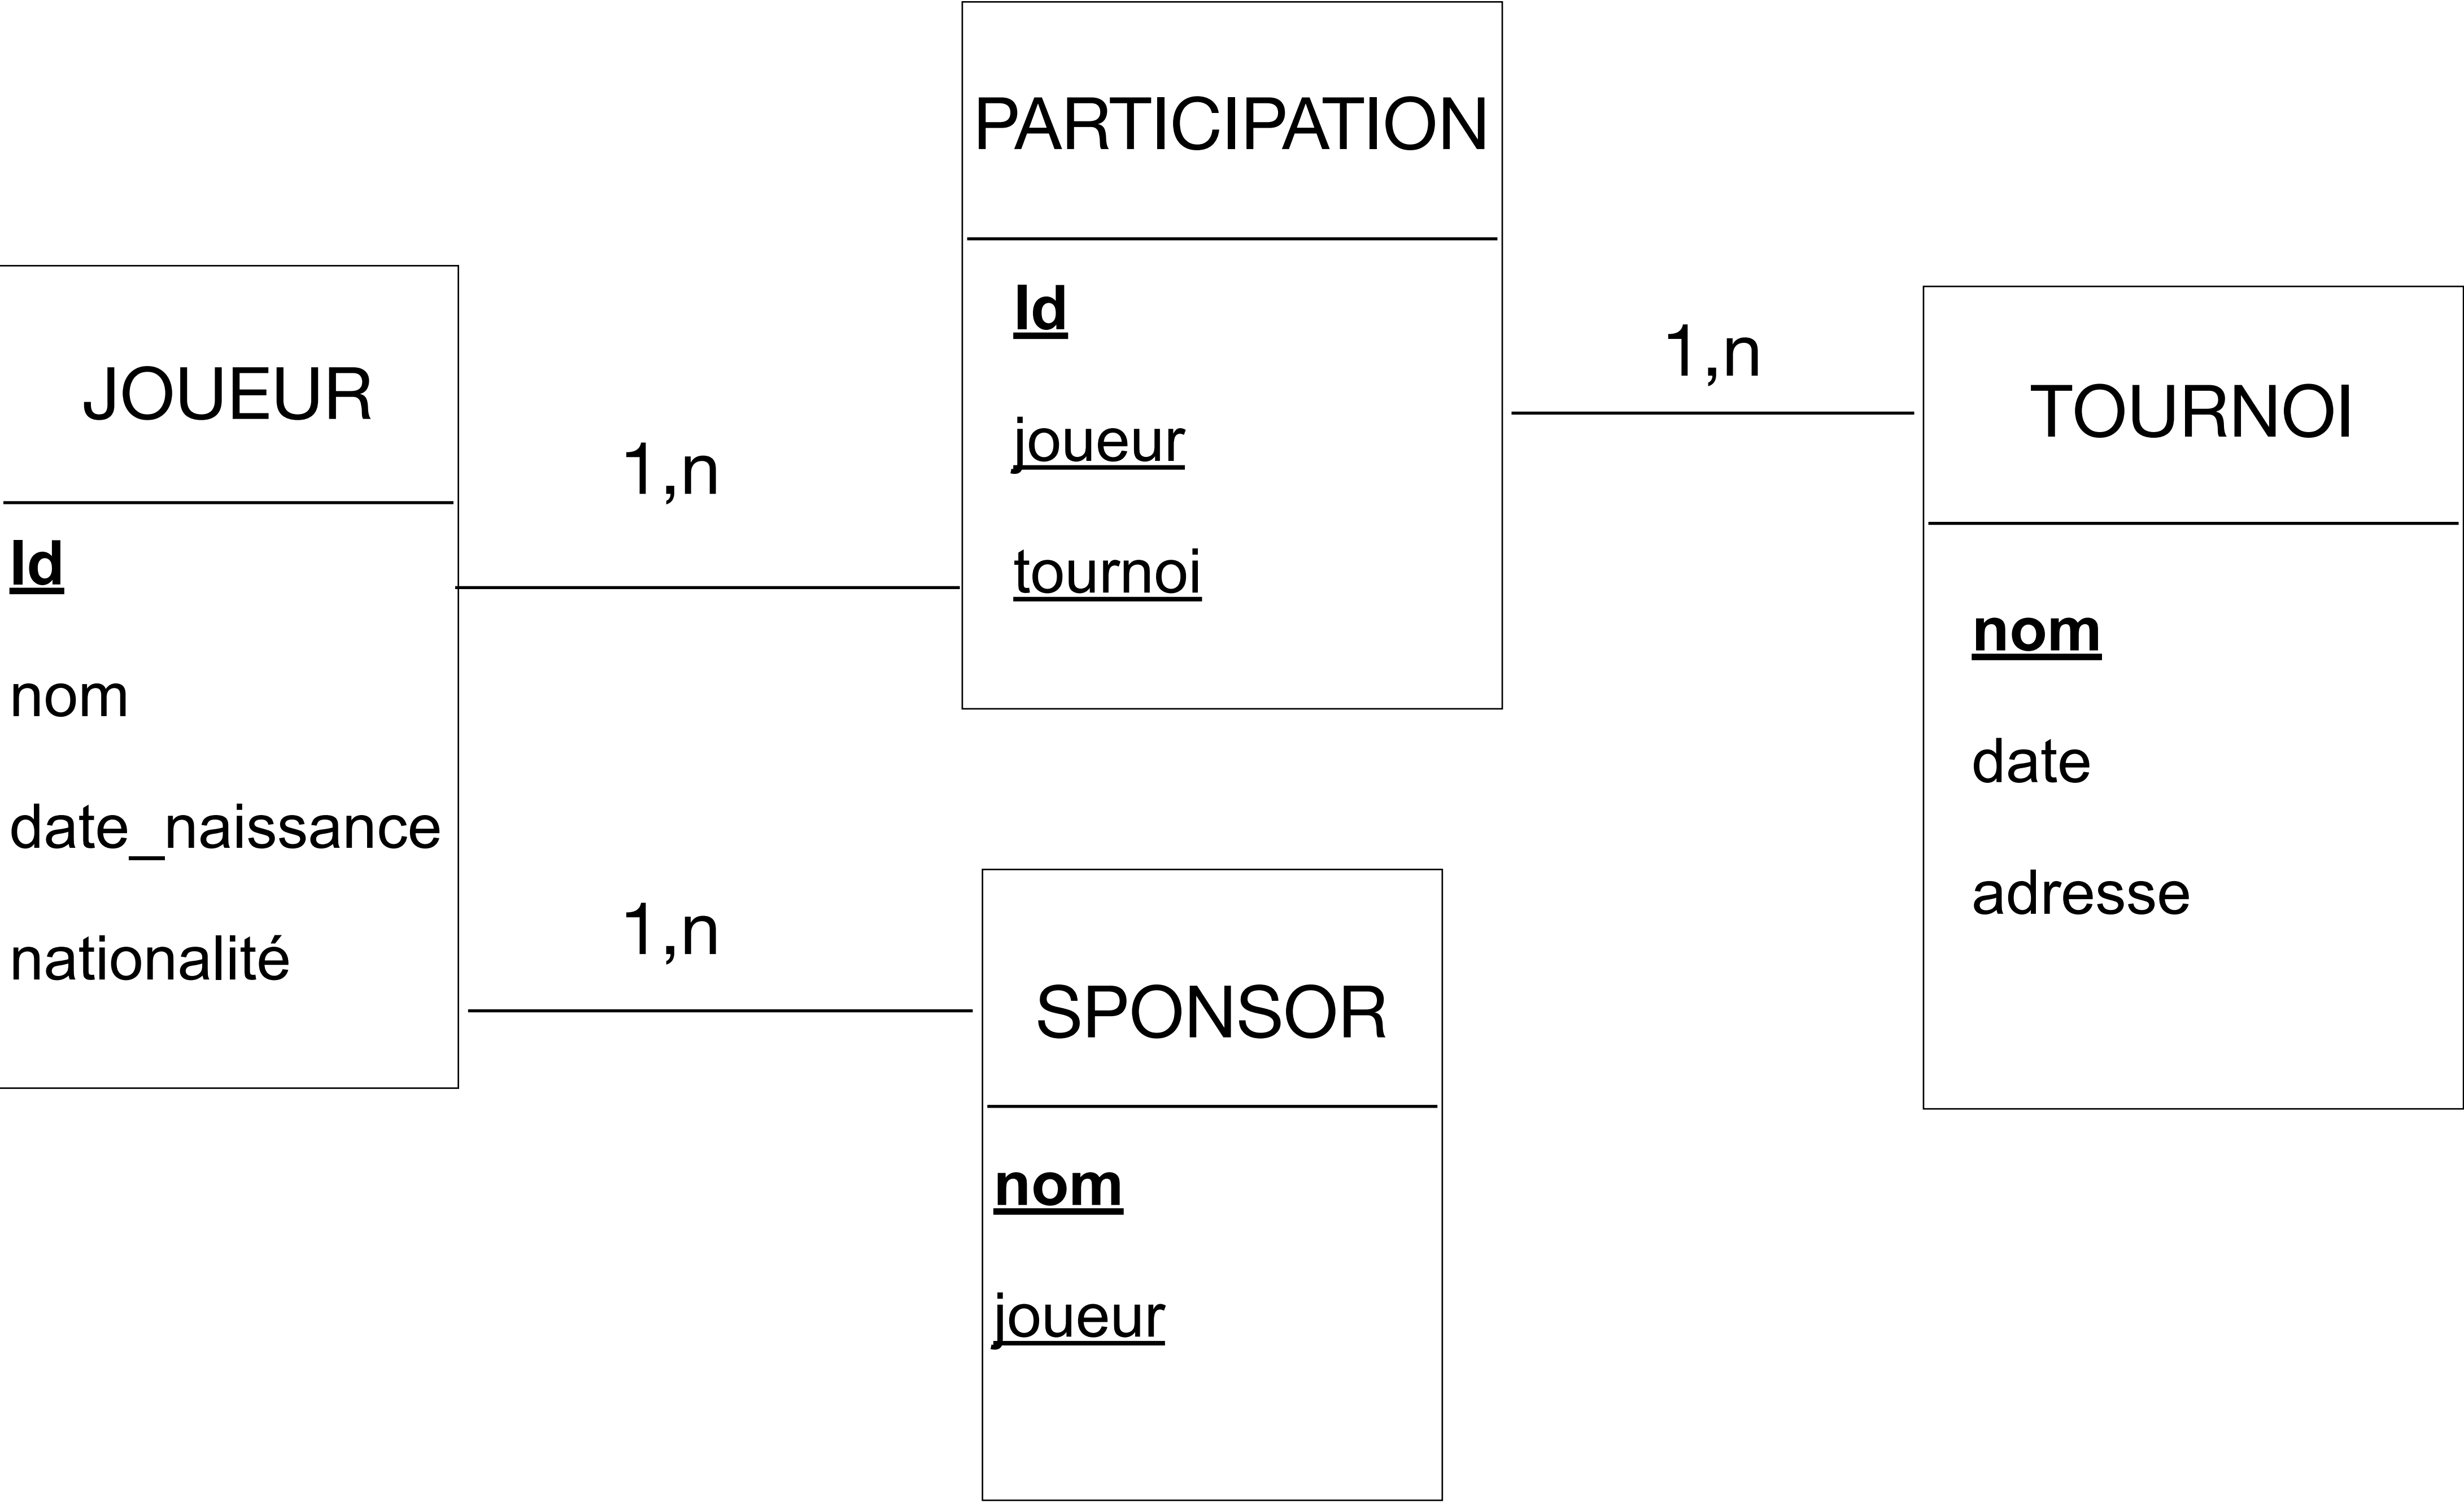 PARTICIPATION
Id
joueur
tournoi
JOUEUR
Id
nom
date_naissance
nationalité
1,n
1,n
1,n
TOURNOI
nom
date
adresse
SPONSOR
nom
joueur